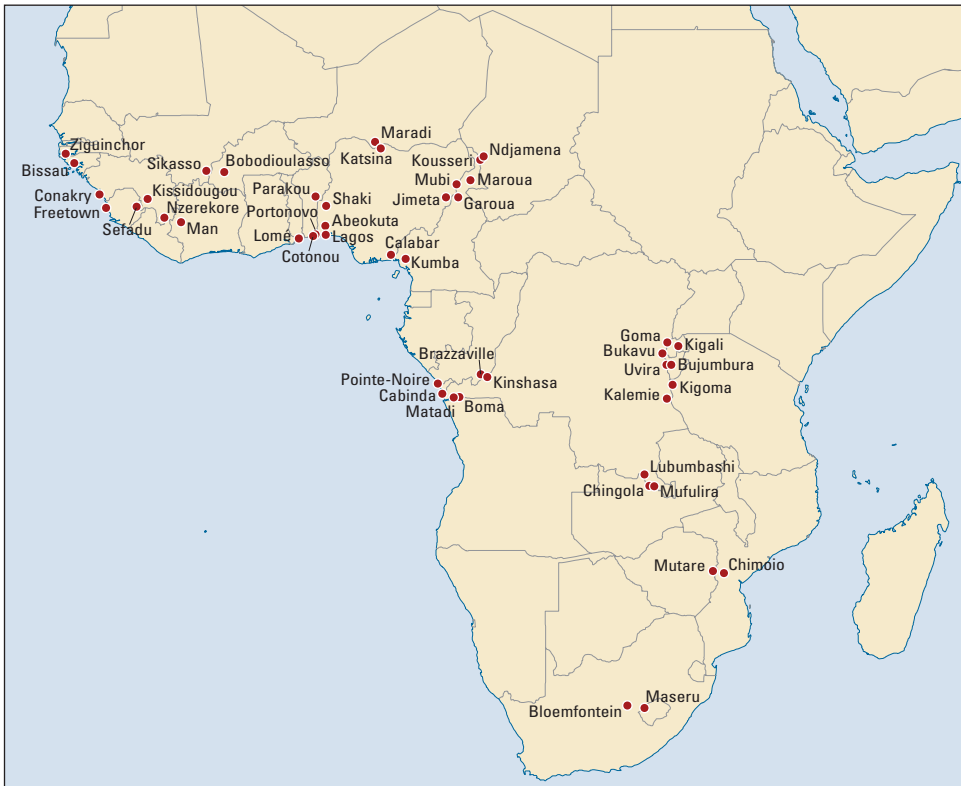 Maradi
Ziguinchor
Ndjamena
Bobodioulasso
Katsina
Kousseri
Sikasso
Bissau
Mubi
Maroua
Kissidougou
Parakou
Conakry
Shaki
Jimeta
Garoua
Nzerekore
Portonovo
Freetown
Abeokuta
Sefadu
Man
Lomé
Lagos
Calabar
Cotonou
Kumba
Goma
Kigali
Brazzaville
Bukavu
Uvira
Bujumbura
Pointe-Noire
Kinshasa
Kigoma
Cabinda
Kalemie
Matadi
Boma
Lubumbashi
Chingola
Mufulira
Mutare
Chimoio
Maseru
Bloemfontein